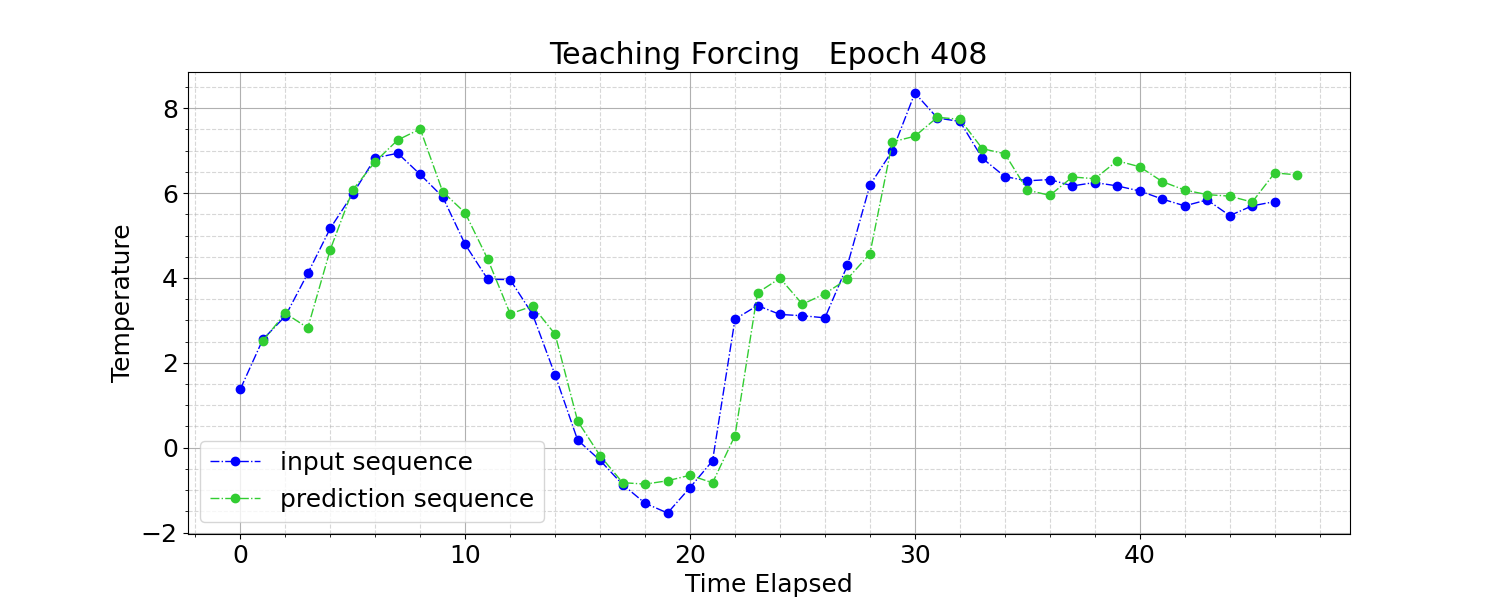 Teaching Forcing   Epoch 408
8
6
4
2
0
−2
Temperature
input sequence
prediction sequence
0 10 20 30 40
Time Elapsed